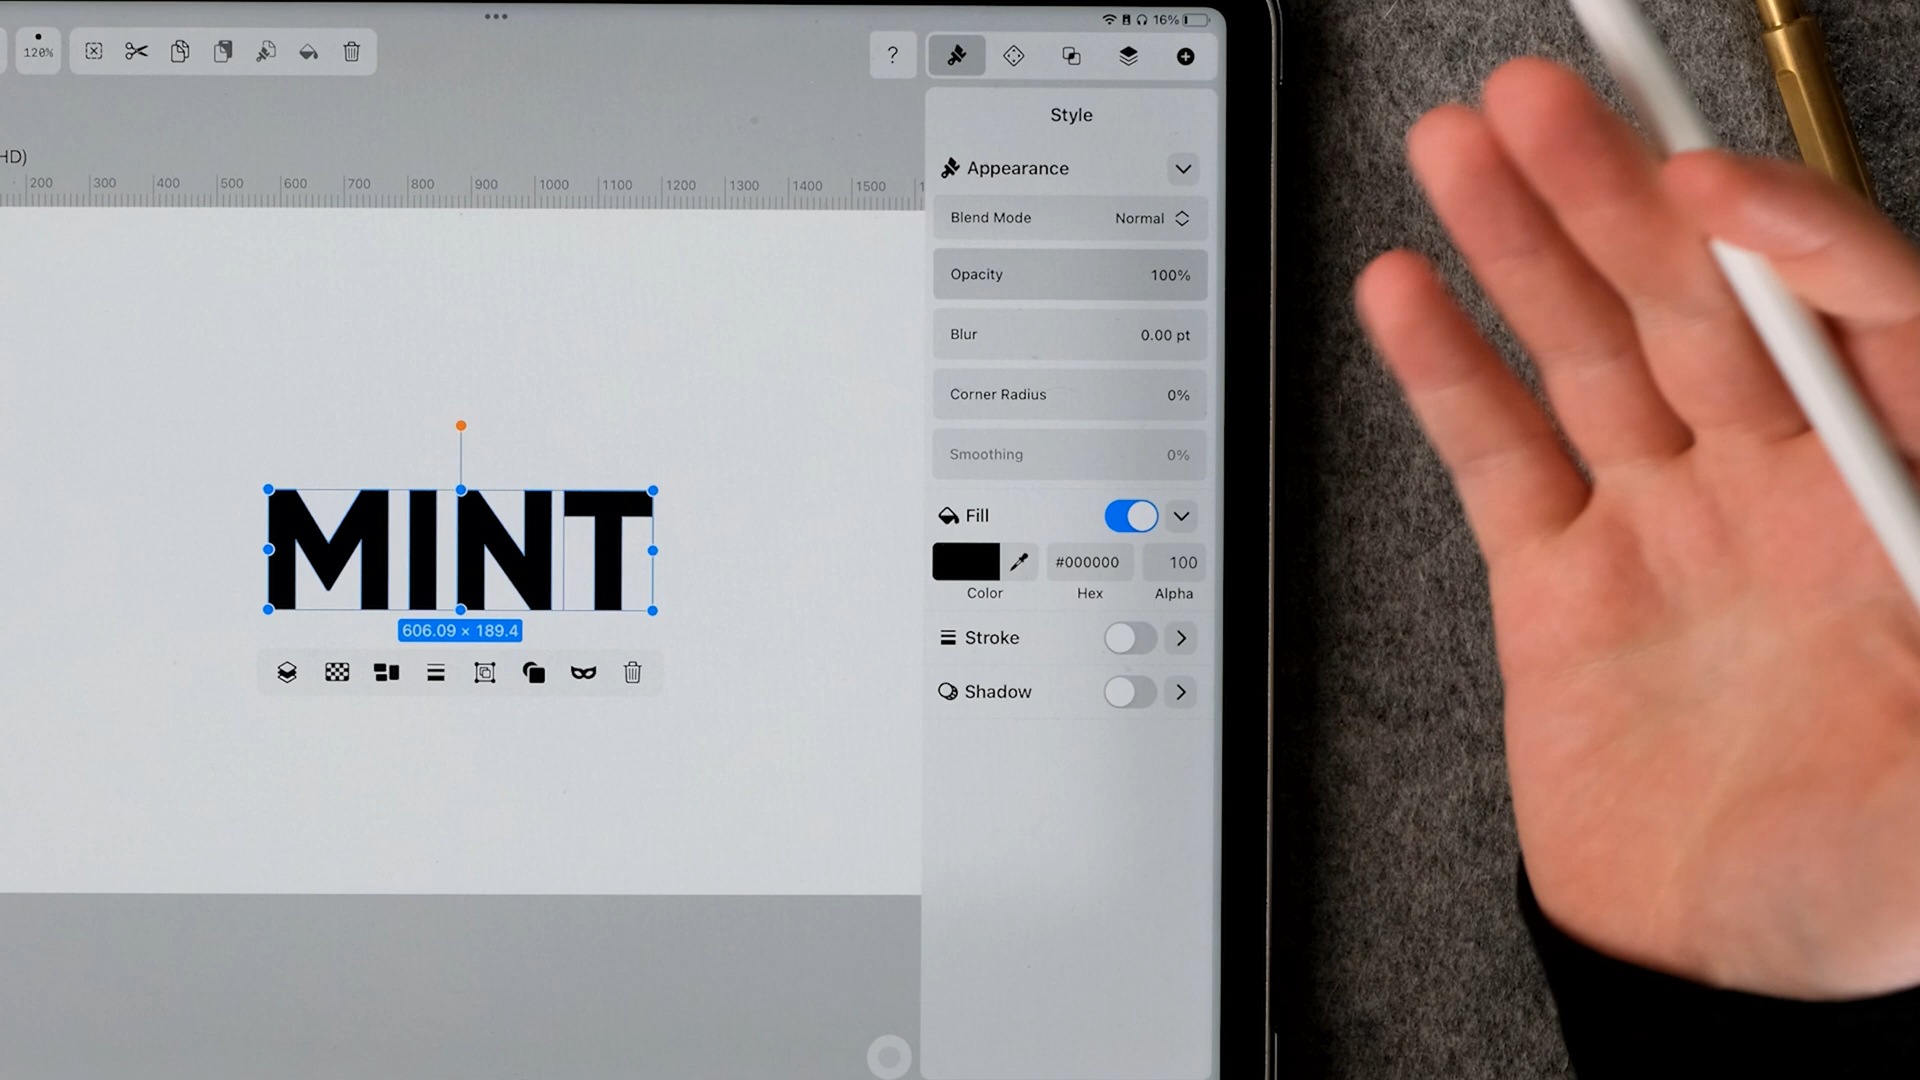 16%
120%
?
Style
HD)
Appearance
200 300 400 500 600 700 800 900 1000 1100 1200 1300 1400 1500
Blend Mode Normal
Opacity 100%
Blur 0.00 pt
Corner Radius 0%
Smoothing 0%
MINT
Fill
#000000 100
Color Hex Alpha
606.09 × 189.4
Stroke
Shadow